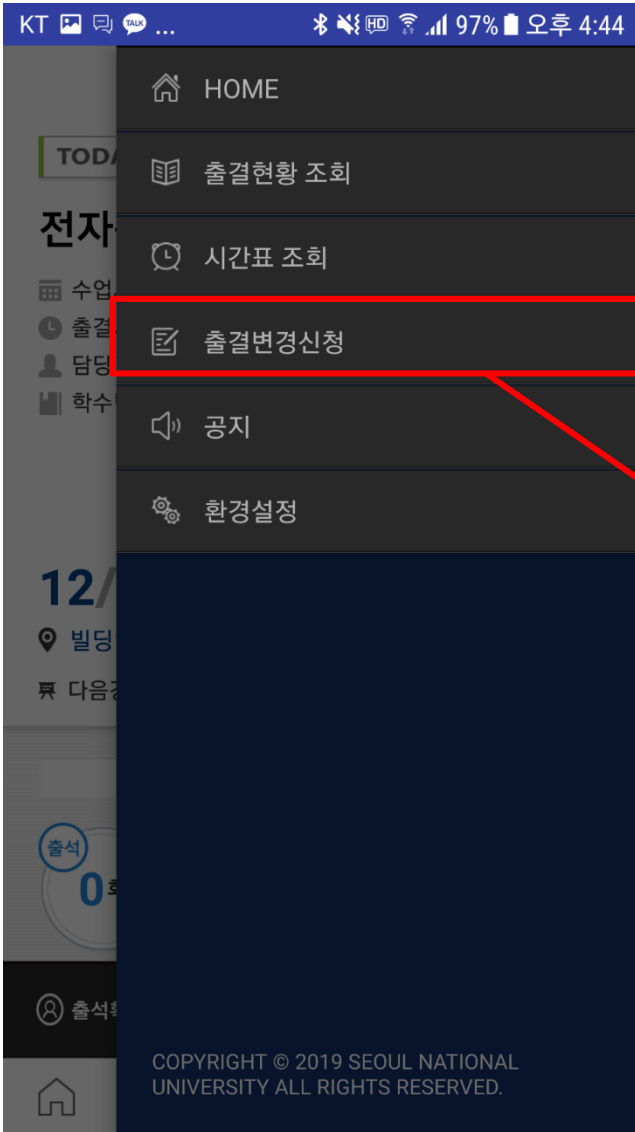 KT TALK ... HD 97% 오후 4:44
HOME
출결현황 조회
시간표 조회
출결변경신청
공지
환경설정
COPYRIGHT © 2019 SEOUL NATIONAL
UNIVERSITY ALL RIGHTS RESERVED.
TODA
전자
수업
출결
담당
학수
12/
빌딩
다음
출석
0
출석